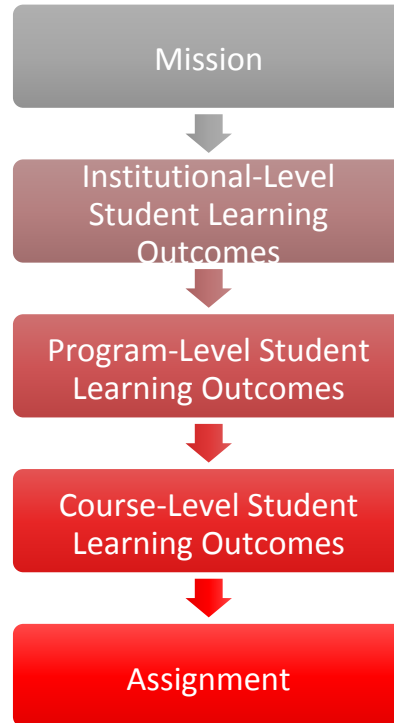 Mission
Institutional-Level
Student Learning
Outcomes
Program-Level Student
Learning Outcomes
Course-Level Student
Learning Outcomes
Assignment